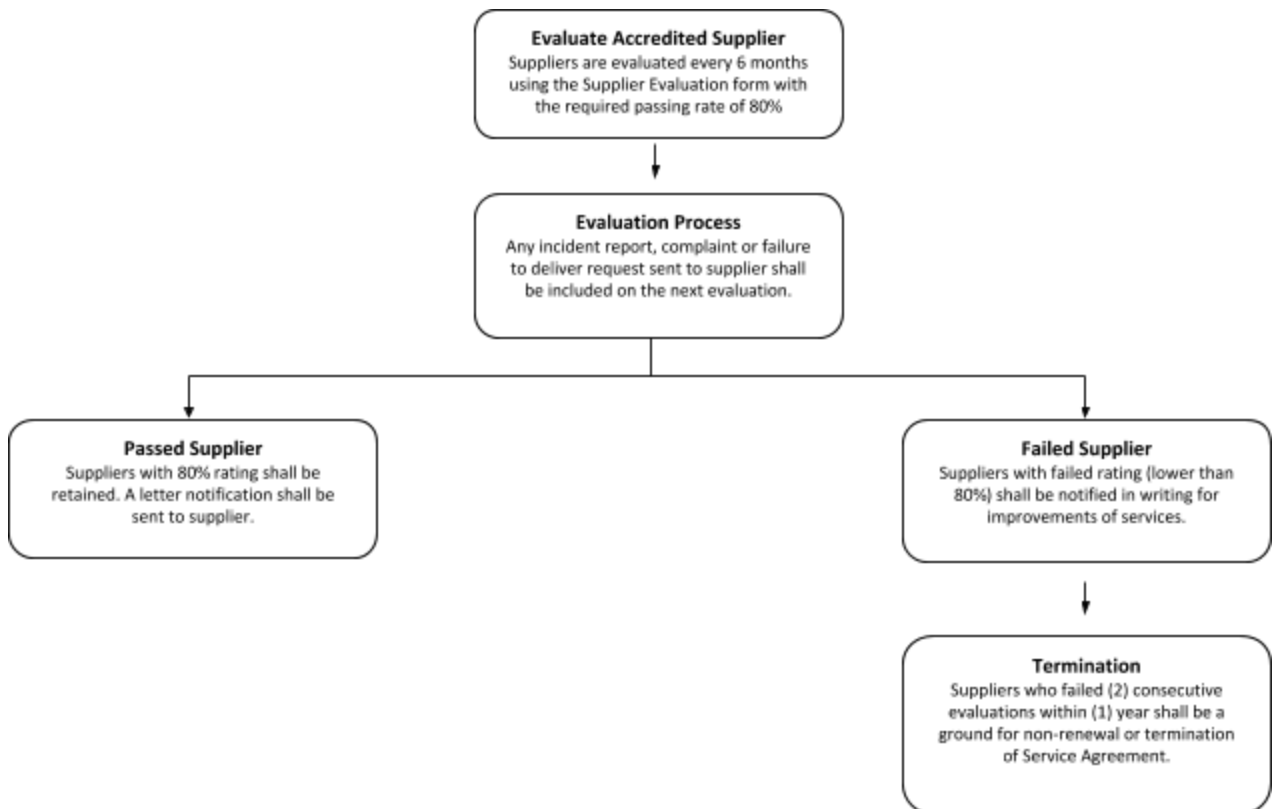 Evaluate Accredited Supplier
Suppliers are evaluated every 6 months
using the Supplier Evaluation form with
the required passing rate of 80%
Evaluation Process
Any incident report, complaint or failure
to deliver request sent to supplier shall
be included on the next evaluation.
Passed Supplier
Suppliers with 80% rating shall be
retained. A letter notification shall be
sent to supplier.
Failed Supplier
Suppliers with failed rating (lower than
80%) shall be notified in writing for
improvements of services.
Termination
Suppliers who failed (2) consecutive
evaluations within (1) year shall be a
ground for non-renewal or termination
of Service Agreement.